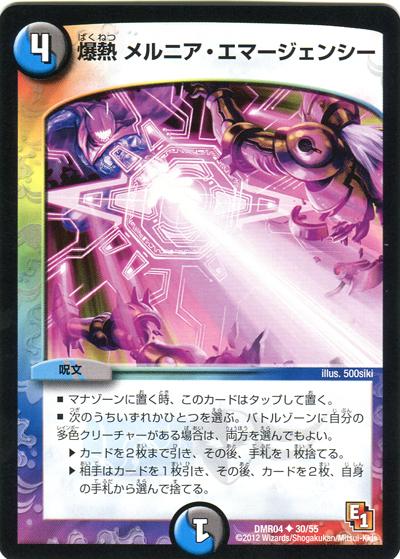 4
ばくねつ
爆熱 メルニア・エマージェンシー
illus. 500siki
呪文
■ マナゾーンに置く時、このカードはタップして置く。
■ 次のうちいずれかひとつを選ぶ。バトルゾーンに自分の
多色クリーチャーがある場合は、両方を選んでもよい。
▶カードを2枚まで引き、その後、手札を1枚捨てる。
▶相手はカードを1枚引き、その後、カードを2枚、自身
の手札から選んで捨てる。
E1
1
DMR04 ◆ 30/55
©2012 Wizards/Shogakukan/Mitsui-Kids